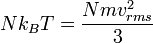 Nk_BT = \frac{Nmv_{rms}^2}{3}